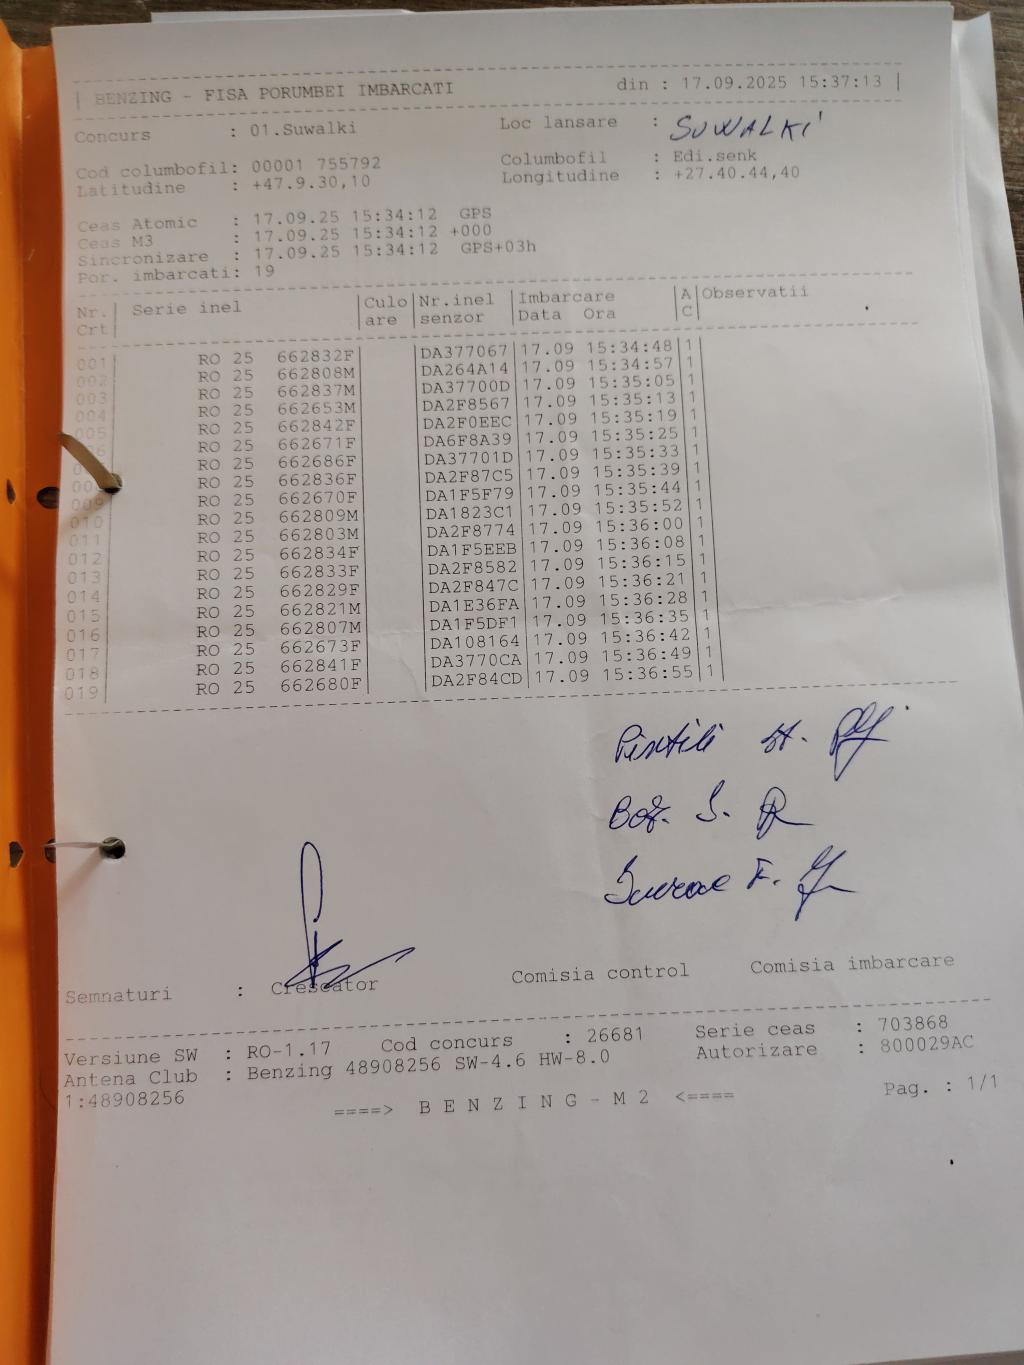 BENZING - FISA PORUMBEI IMBARCATI din : 17.09.2025 15:37:13
Concurs : 01.Suwalki Loc lansare : SUWALKI
Cod columbofil: 00001 755792 Columbofil : Edi.senk
Latitudine : +47.9.30,10 Longitudine : +27.40.44,40
Ceas Atomic : 17.09.25 15:34:12 GPS
Ceas M3 : 17.09.25 15:34:12 +000
Sincronizare : 17.09.25 15:34:12 GPS+03h
Por. imbarcati: 19
Nr. Serie inel Culo Nr.inel Imbarcare A Observatii
Crt are senzor Data Ora C
001 RO 25 662832F DA377067 17.09 15:34:48 1
002 RO 25 662808M DA264A14 17.09 15:34:57 1
003 RO 25 662837M DA37700D 17.09 15:35:05 1
004 RO 25 662653M DA2F8567 17.09 15:35:13 1
005 RO 25 662842F DA2F0EEC 17.09 15:35:19 1
RO 25 662671F DA6F8A39 17.09 15:35:25 1
RO 25 662686F DA37701D 17.09 15:35:33 1
008 RO 25 662836F DA2F87C5 17.09 15:35:39 1
009 RO 25 662670F DA1F5F79 17.09 15:35:44 1
010 RO 25 662809M DA1823C1 17.09 15:35:52 1
011 RO 25 662803M DA2F8774 17.09 15:36:00 1
012 RO 25 662834F DA1F5EEB 17.09 15:36:08 1
013 RO 25 662833F DA2F8582 17.09 15:36:15 1
014 RO 25 662829F DA2F847C 17.09 15:36:21 1
015 RO 25 662821M DA1E36FA 17.09 15:36:28 1
016 RO 25 662807M DA1F5DF1 17.09 15:36:35 1
017 RO 25 662673F DA108164 17.09 15:36:42 1
018 RO 25 662841F DA3770CA 17.09 15:36:49 1
019 RO 25 662680F DA2F84CD 17.09 15:36:55 1
Semnaturi : Crescator Comisia control Comisia imbarcare
Versiune SW : RO-1.17 Cod concurs : 26681 Serie ceas : 703868
Antena Club : Benzing 48908256 SW-4.6 HW-8.0 Autorizare : 800029AC
1:48908256
====> B E N Z I N G - M 2 <==== Pag. : 1/1